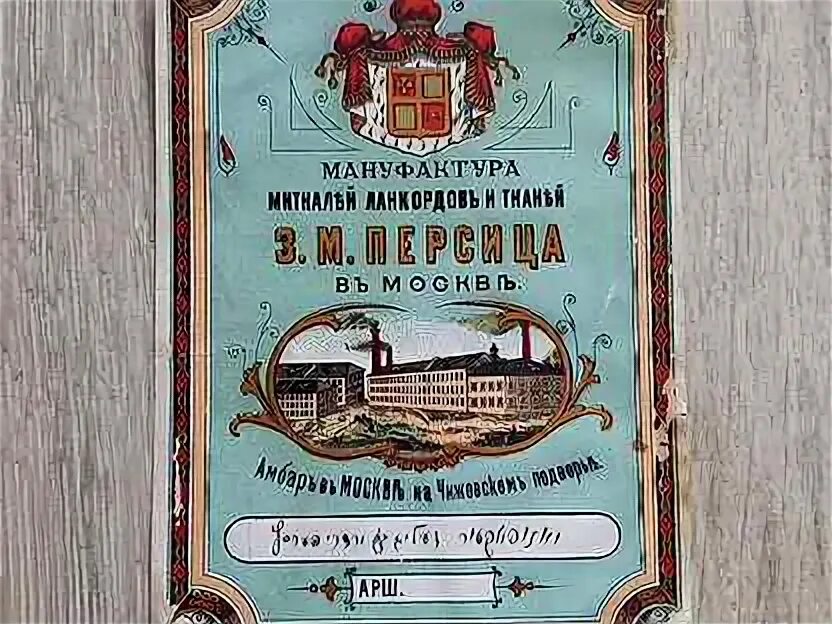 МАНУФАКТУРА
МИТКАЛЕЙ ЛАНКОРДОВЪ И ТКАНЕЙ
З. М. ПЕРСИЦА
ВЪ МОСКВѢ.
Амбаръ въ МОСКВѢ на Чижовскомъ подворьѣ.
АРШ.